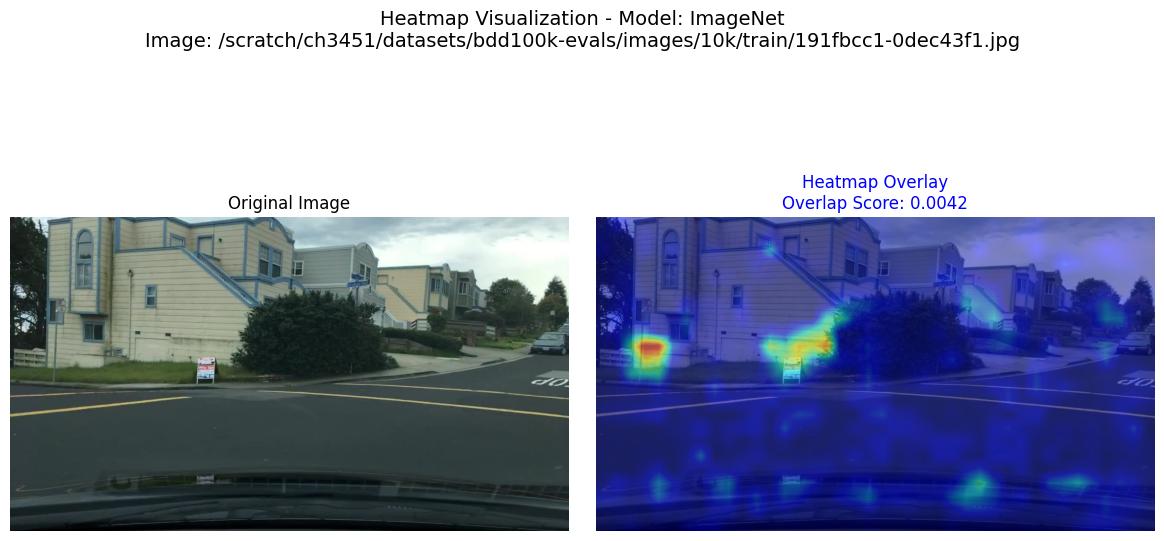 Heatmap Visualization - Model: ImageNet
Image: /scratch/ch3451/datasets/bdd100k-evals/images/10k/train/191fbcc1-0dec43f1.jpg
Original Image
Heatmap Overlay
Overlap Score: 0.0042